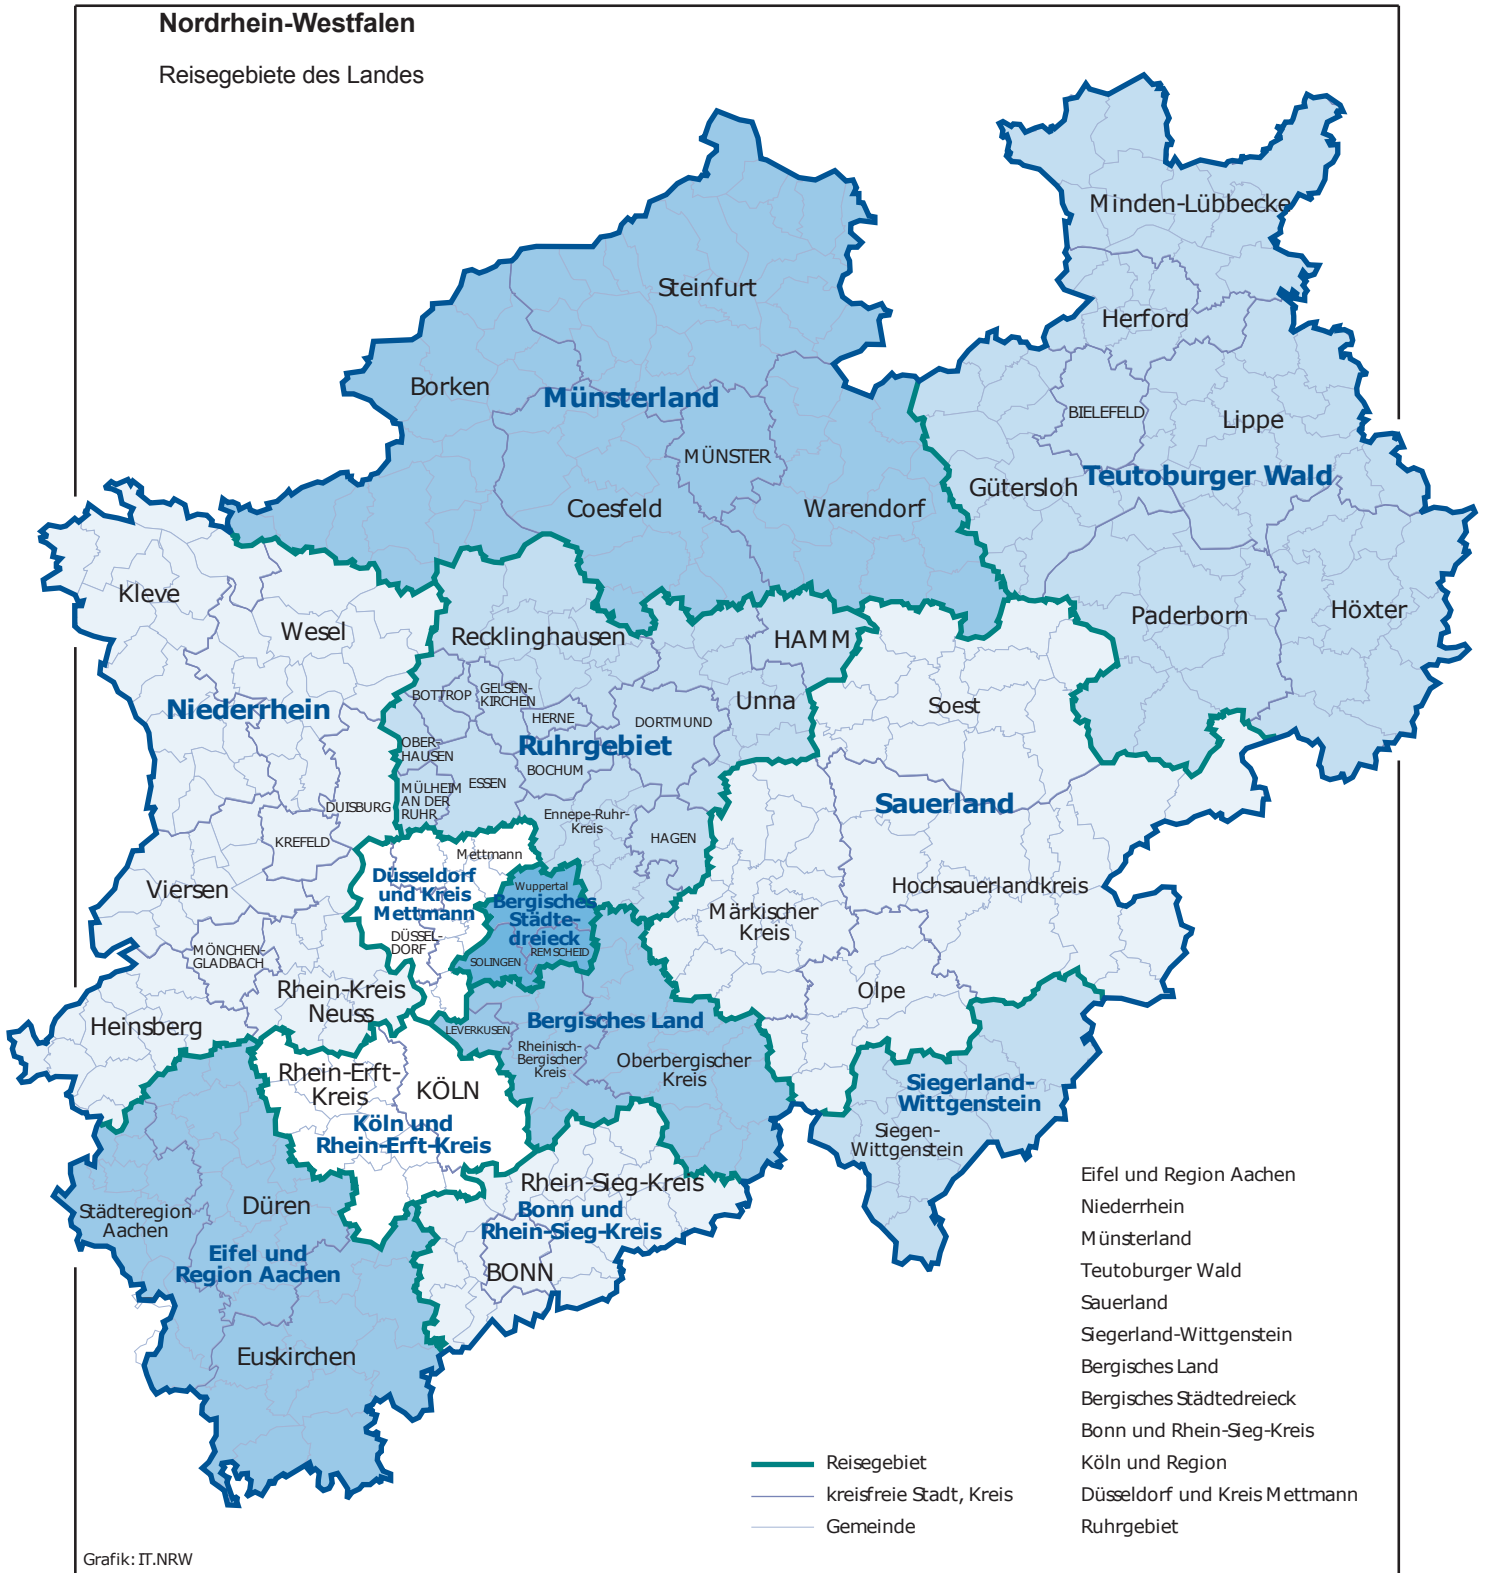 Nordrhein-Westfalen
Reisegebiete des Landes
Minden-Lübbecke
Steinfurt
Herford
Borken
Münsterland
BIELEFELD
Lippe
MÜNSTER
Teutoburger Wald
Gütersloh
Coesfeld
Warendorf
Kleve
Wesel
Recklinghausen
HAMM
Paderborn
Höxter
Niederrhein
BOTTROP
GELSEN-
KIRCHEN
HERNE
DORTMUND
Unna
Soest
OBER-
HAUSEN
Ruhrgebiet
BOCHUM
ESSEN
MÜLHEIM
AN DER
RUHR
DUISBURG
Sauerland
Ennepe-Ruhr-
Kreis
HAGEN
KREFELD
Mettmann
Viersen
Düsseldorf
und Kreis
Mettmann
Wuppertal
Bergisches
Städte-
dreieck
Hochsauerlandkreis
Märkischer
Kreis
DÜSSEL-
DORF
SOLINGEN
REMSCHEID
MÖNCHEN-
GLADBACH
Rhein-Kreis
Neuss
Olpe
Heinsberg
LEVERKUSEN
Bergisches Land
Rheinisch-
Bergischer
Kreis
Oberbergischer
Kreis
Rhein-Erft-
Kreis
KÖLN
Köln und
Rhein-Erft-Kreis
Siegerland-
Wittgenstein
Siegen-
Wittgenstein
Rhein-Sieg-Kreis
Bonn und
Rhein-Sieg-Kreis
BONN
Städteregion
Aachen
Düren
Eifel und
Region Aachen
Euskirchen
Eifel und Region Aachen
Niederrhein
Münsterland
Teutoburger Wald
Sauerland
Siegerland-Wittgenstein
Bergisches Land
Bergisches Städtedreieck
Bonn und Rhein-Sieg-Kreis
Köln und Region
Düsseldorf und Kreis Mettmann
Ruhrgebiet
Reisegebiet
kreisfreie Stadt, Kreis
Gemeinde
Grafik: IT.NRW